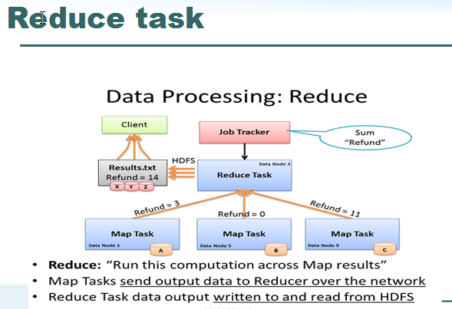 Reduce task
Data Processing: Reduce
Client
Job Tracker
Sum
"Refund"
Results.txt
Refund = 14
X Y Z
HDFS
Data Node 3
Reduce Task
Refund = 3
Refund = 0
Refund = 11
Map Task
Data Node 1
A
Map Task
Data Node 5
B
Map Task
Data Node 9
C
• Reduce: "Run this computation across Map results"
• Map Tasks send output data to Reducer over the network
• Reduce Task data output written to and read from HDFS